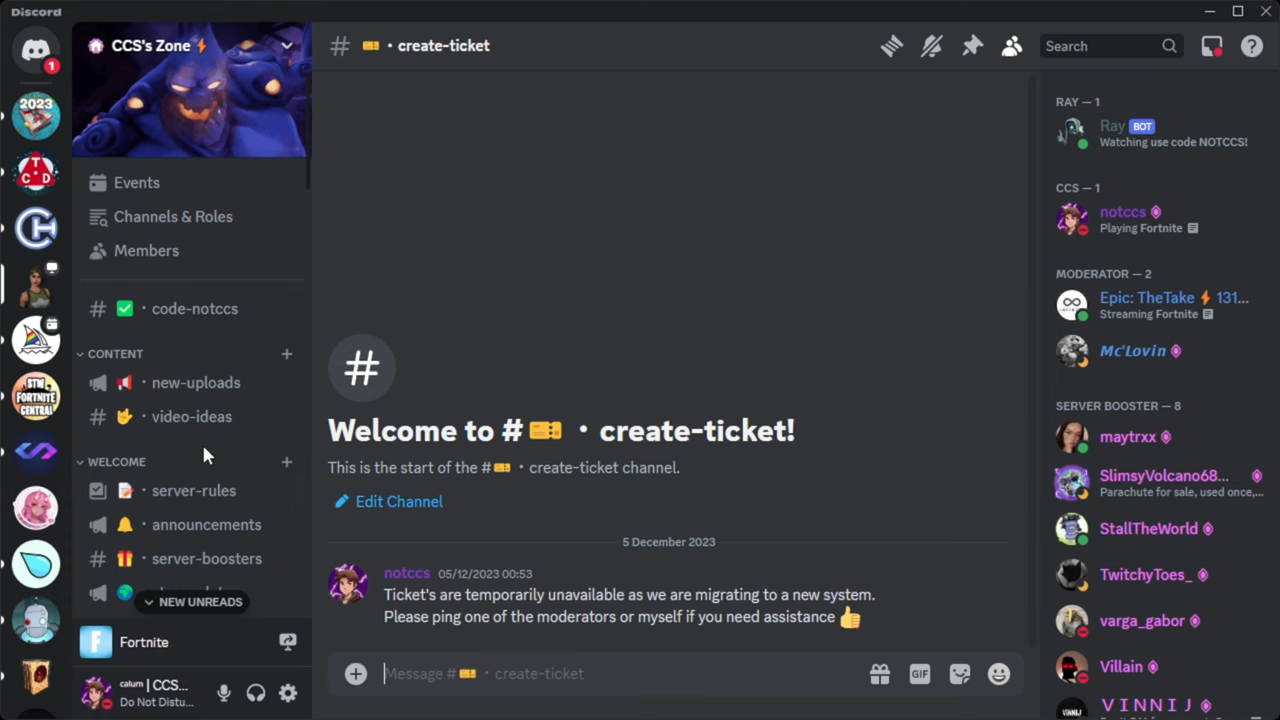 Discord
1
2023
T
C D
STW
FORTNITE
CENTRAL
CCS's Zone⚡
Events
Channels & Roles
Members
✅・code-notccs
CONTENT
📢・new-uploads
🤟・video-ideas
WELCOME
📝・server-rules
🔔・announcements
🎁・server-boosters
NEW UNREADS
Fortnite
calum | CCS...
Do Not Distu...
# 🎫・create-ticket
Search
Welcome to #🎫・create-ticket!
This is the start of the #🎫・create-ticket channel.
Edit Channel
5 December 2023
notccs 05/12/2023 00:53
Ticket's are temporarily unavailable as we are migrating to a new system.
Please ping one of the moderators or myself if you need assistance 👍
Message #🎫・create-ticket
GIF
RAY — 1
Ray BOT
Watching use code NOTCCS!
CCS — 1
notccs
Playing Fortnite
MODERATOR — 2
Epic: TheTake⚡131...
Streaming Fortnite
Mc'Lovin
SERVER BOOSTER — 8
maytrxx
SlimsyVolcano68...
Parachute for sale, used once,...
StallTheWorld
TwitchyToes_
varga_gabor
Villain
V I N N I J